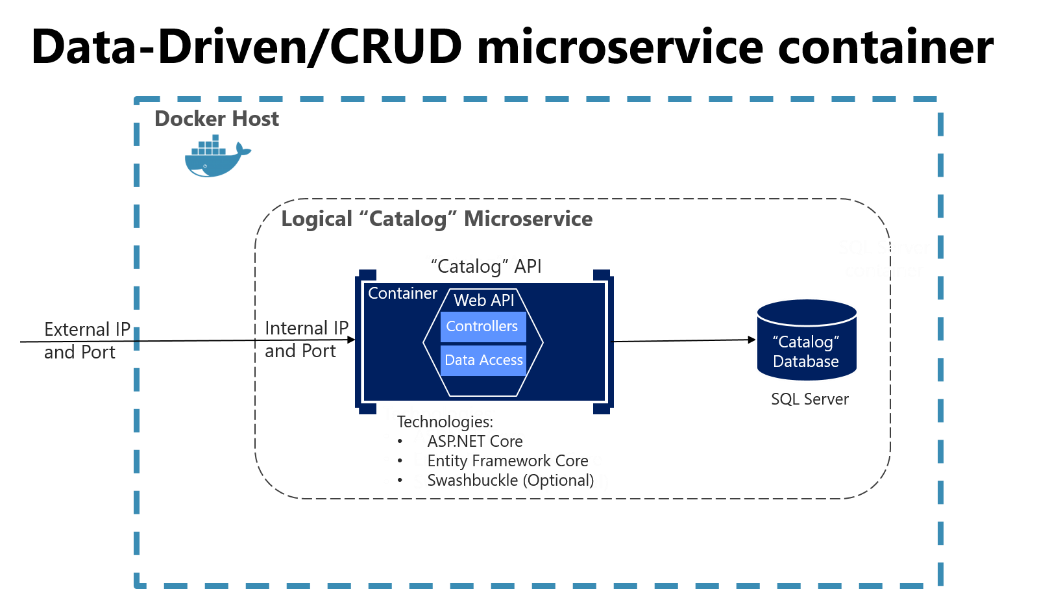 Data-Driven/CRUD microservice container
Docker Host
Logical “Catalog” Microservice
“Catalog” API
Container
Web API
Controllers
Data Access
External IP
and Port
Internal IP
and Port
“Catalog”
Database
SQL Server
Technologies:
• ASP.NET Core
• Entity Framework Core
• Swashbuckle (Optional)